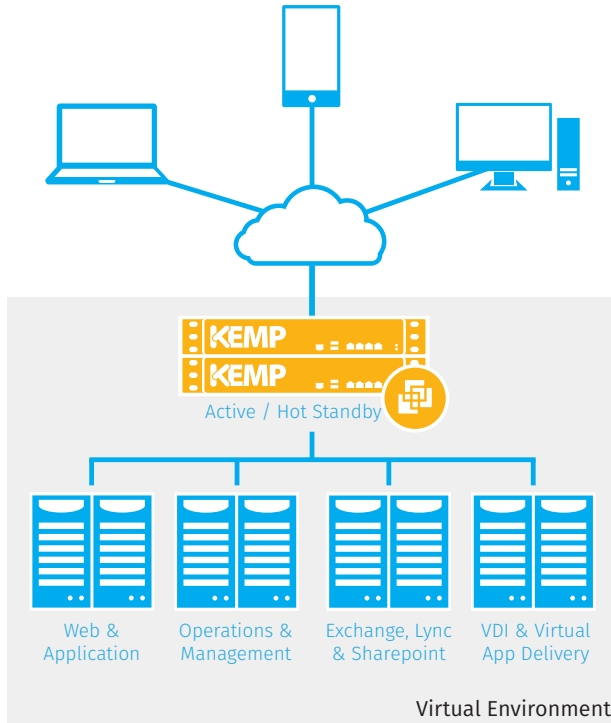 KEMP
KEMP
Active / Hot Standby
Web &
Application
Operations &
Management
Exchange, Lync
& Sharepoint
VDI & Virtual
App Delivery
Virtual Environment